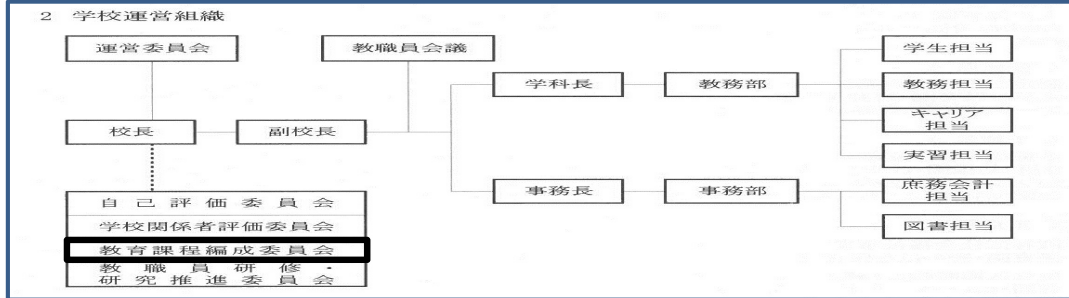 2 学校運営組織
運営委員会
教職員会議
学生担当
学科長
教務部
教務担当
キャリア
担当
校長
副校長
実習担当
事務長
事務部
庶務会計
担当
図書担当
自己評価委員会
学校関係者評価委員会
教育課程編成委員会
教職員研修・
研究推進委員会